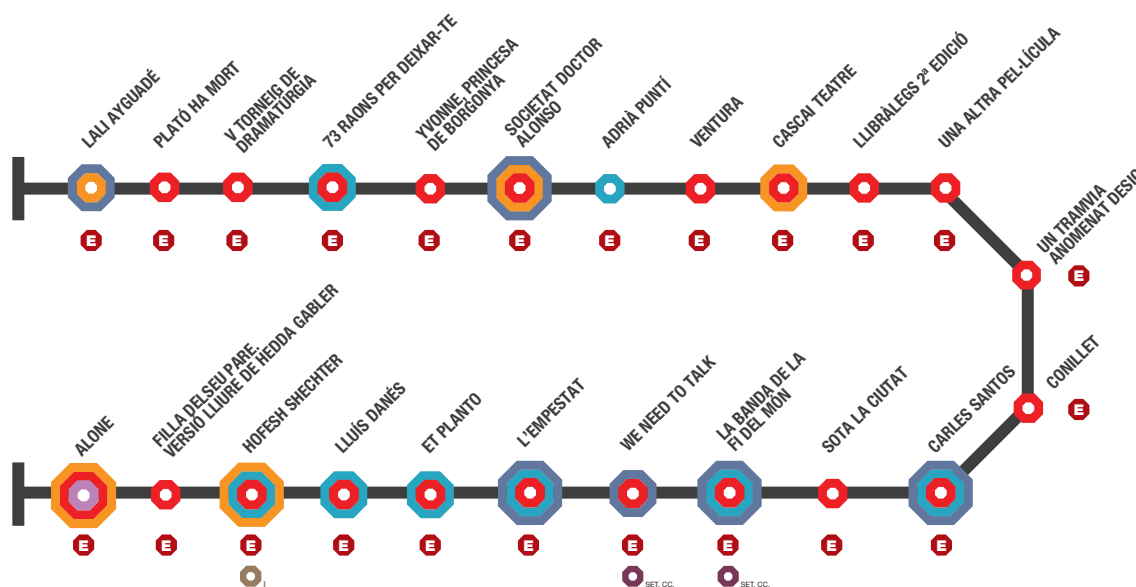 LALI AYGUADÉ
PLATÓ HA MORT
V TORNEIG DE
DRAMATÚRGIA
73 RAONS PER DEIXAR-TE
YVONNE, PRINCESA
DE BORGONYA
SOCIETAT DOCTOR
ALONSO
ADRIÀ PUNTÍ
VENTURA
CASCAI TEATRE
LLIBRÀLEGS 2ª EDICIÓ
UNA ALTRA PEL·LÍCULA
E
E
E
E
E
E
E
E
E
E
E
UN TRAMVIA
ANOMENAT DESIG
E
CONILLET
E
ALONE
FILLA DEL SEU PARE.
VERSIÓ LLIURE DE HEDDA GABLER
HOFESH SHECHTER
LLUÍS DANÉS
ET PLANTO
L'EMPESTAT
WE NEED TO TALK
LA BANDA DE LA
FI DEL MÓN
SOTA LA CIUTAT
CARLES SANTOS
E
E
E
E
E
E
E
E
E
E
I
SET. CC.
SET. CC.